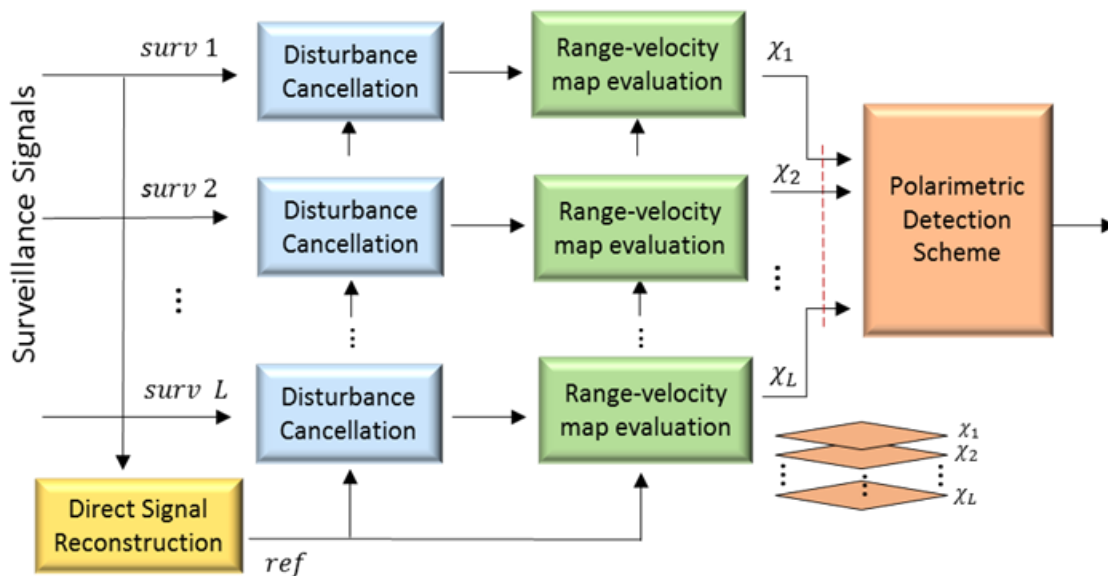 Surveillance Signals
surv 1
Disturbance
Cancellation
Range-velocity
map evaluation
χ1
surv 2
Disturbance
Cancellation
Range-velocity
map evaluation
χ2
Polarimetric
Detection
Scheme
⋮
⋮
...
...
surv L
Disturbance
Cancellation
Range-velocity
map evaluation
χL
χ1
χ2
⋮
⋮
⋮
χL
Direct Signal
Reconstruction
ref